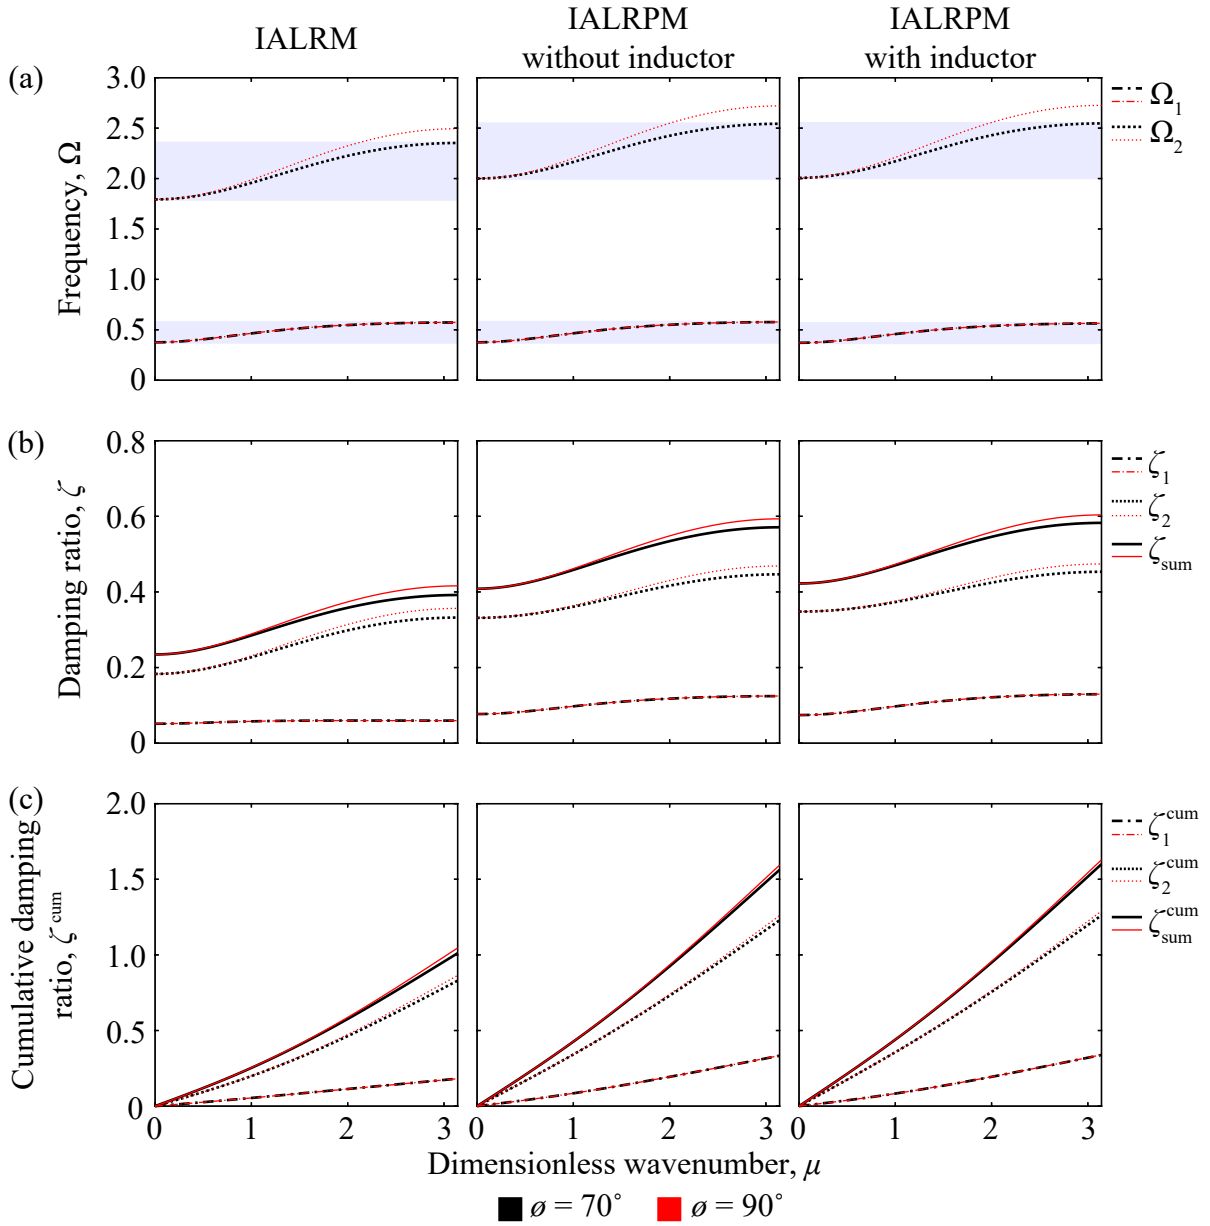 IALRM
IALRPM
without inductor
IALRPM
with inductor
(a)
Frequency, Ω
3.0
2.5
2.0
1.5
1.0
0.5
0
Ω1
Ω2
(b)
Damping ratio, ζ
0.8
0.6
0.4
0.2
0
ζ1
ζ2
ζsum
(c)
Cumulative damping
ratio, ζ cum
2.0
1.5
1.0
0.5
0
ζ1cum
ζ2cum
ζsumcum
0 1 2 3 0 1 2 3 0 1 2 3
Dimensionless wavenumber, μ
ø = 70° ø = 90°